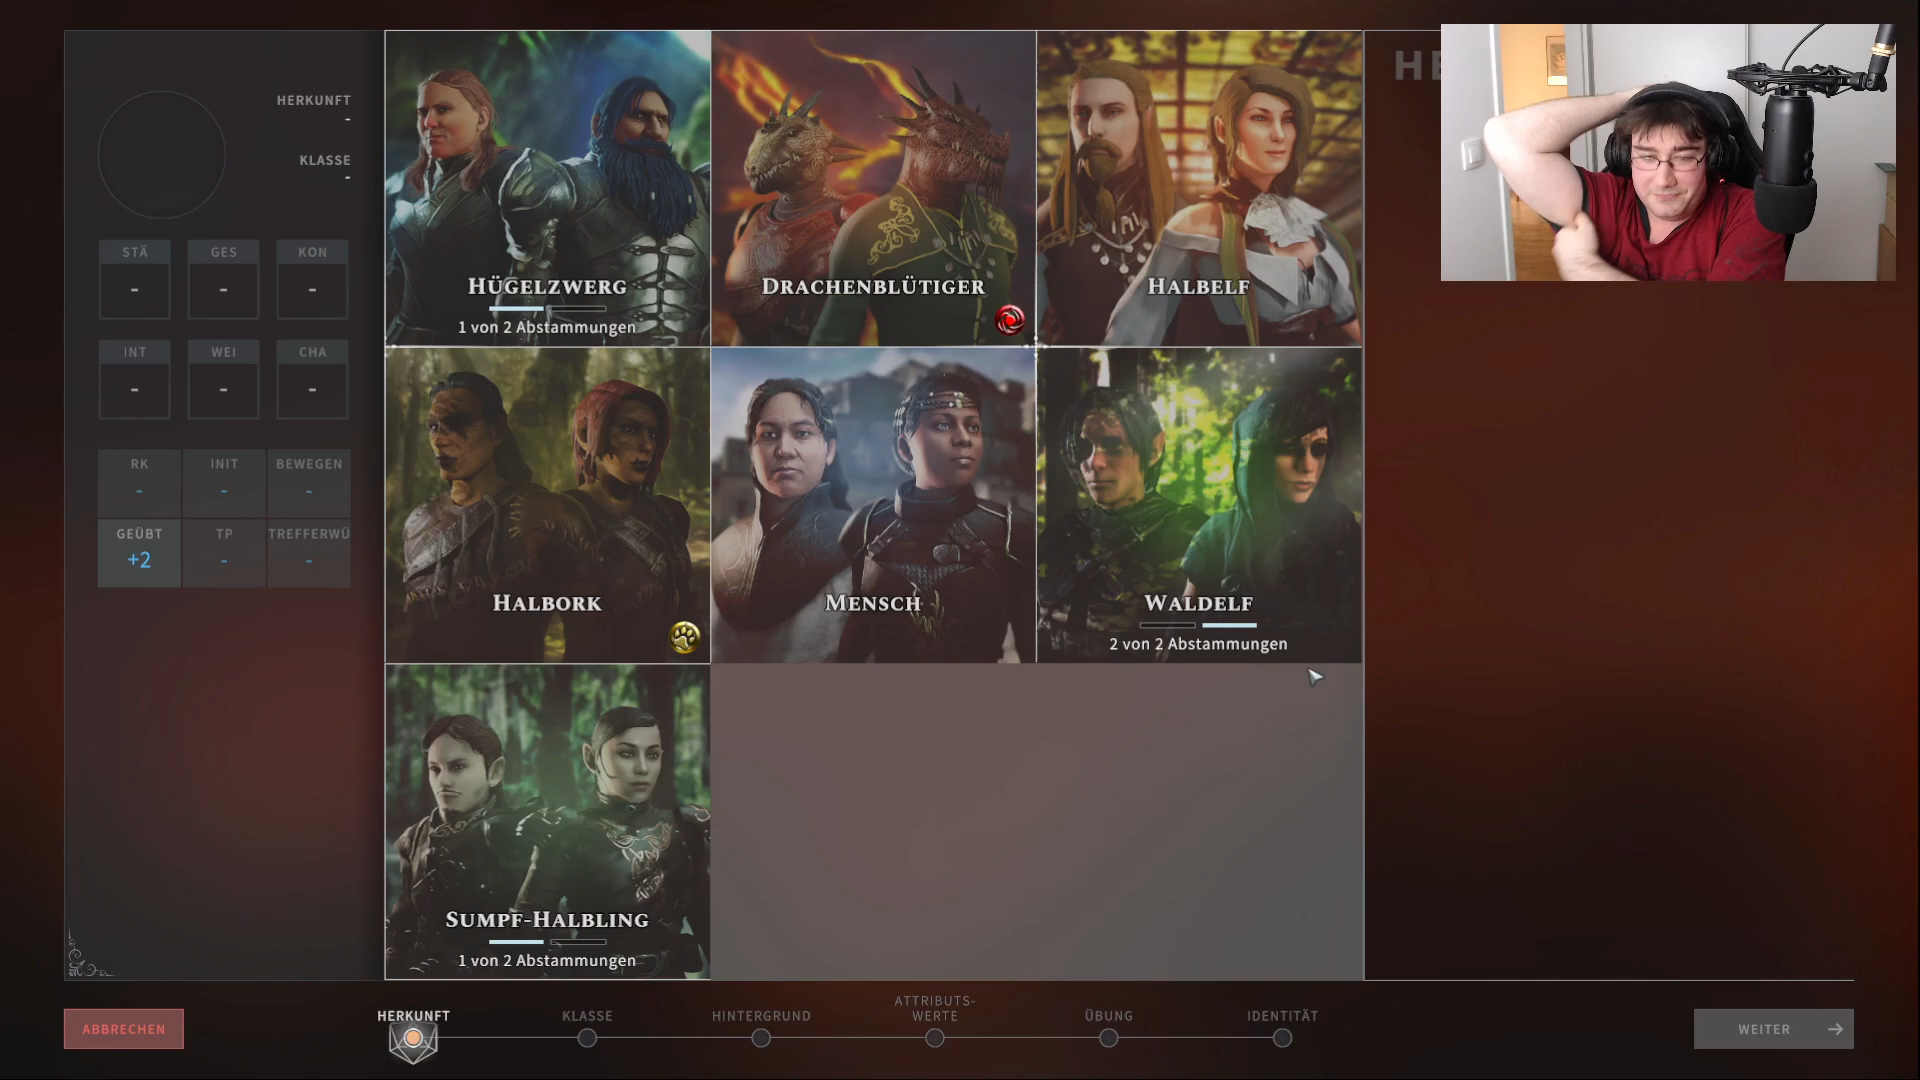 HERKUNFT
-
KLASSE
-
STÄ
GES
KON
-
-
-
INT
WEI
CHA
-
-
-
RK
INIT
BEWEGEN
-
-
-
GEÜBT
TP
TREFFERWÜ
+2
-
-
HÜGELZWERG
1 von 2 Abstammungen
DRACHENBLÜTIGER
HALBELF
HALBORK
MENSCH
WALDELF
2 von 2 Abstammungen
SUMPF-HALBLING
1 von 2 Abstammungen
HE
ABBRECHEN
HERKUNFT
KLASSE
HINTERGRUND
ATTRIBUTS-
WERTE
ÜBUNG
IDENTITÄT
WEITER